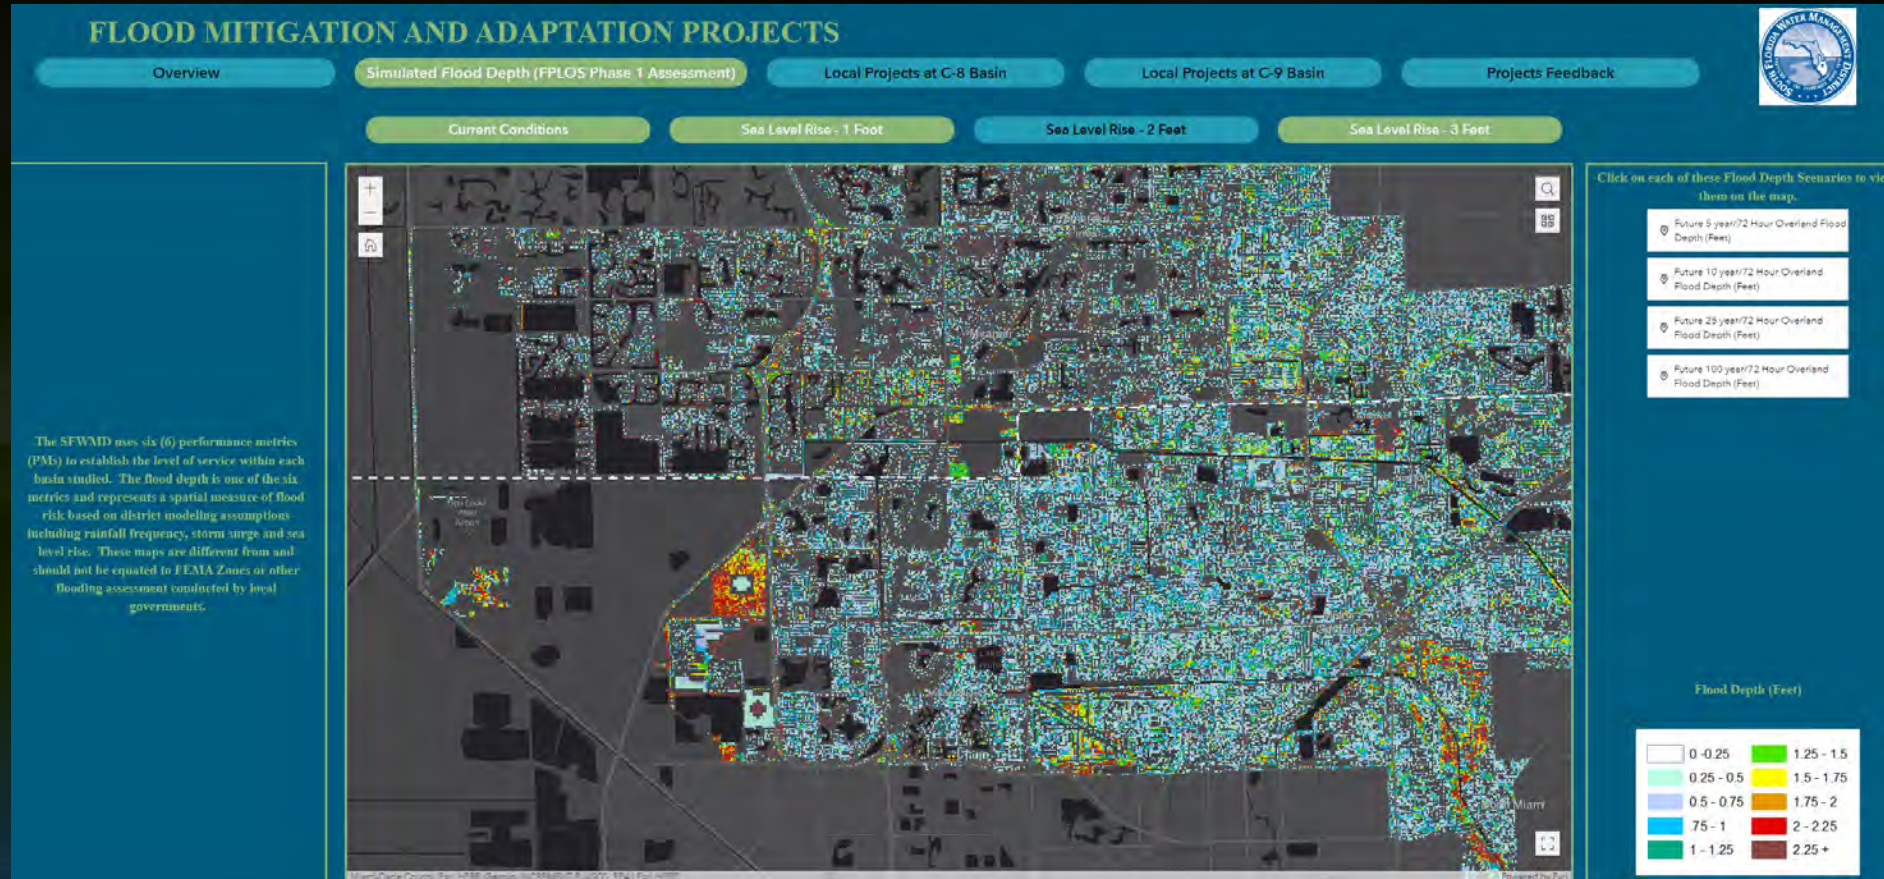 FLOOD MITIGATION AND ADAPTATION PROJECTS
SOUTH FLORIDA WATER MANAGEMENT DISTRICT
Overview
Simulated Flood Depth (FPLOS Phase 1 Assessment)
Local Projects at C-8 Basin
Local Projects at C-9 Basin
Projects Feedback
Current Conditions
Sea Level Rise - 1 Foot
Sea Level Rise - 2 Feet
Sea Level Rise - 3 Feet
The SFWMD uses six (6) performance metrics
(PMs) to establish the level of service within each
basin studied. The flood depth is one of the six
metrics and represents a spatial measure of flood
risk based on district modeling assumptions
including rainfall frequency, storm surge and sea
level rise. These maps are different from and
should not be equated to FEMA Zones or other
flooding assessment conducted by local
governments.
Miami
Click on each of these Flood Depth Scenarios to vie
them on the map.
Future 5 year/72 Hour Overland Flood
Depth (Feet)
Future 10 year/72 Hour Overland
Flood Depth (Feet)
Future 25 year/72 Hour Overland
Flood Depth (Feet)
Future 100 year/72 Hour Overland
Flood Depth (Feet)
Flood Depth (Feet)
0 -0.25
0.25 - 0.5
0.5 - 0.75
.75 - 1
1 - 1.25
1.25 - 1.5
1.5 - 1.75
1.75 - 2
2 - 2.25
2.25 +
Powered by Esri